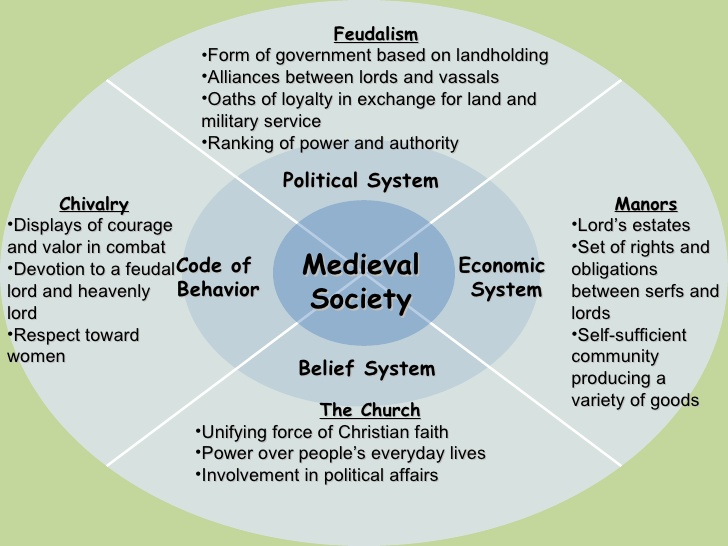 Feudalism
•Form of government based on landholding
•Alliances between lords and vassals
•Oaths of loyalty in exchange for land and
military service
•Ranking of power and authority
Political System
Chivalry
•Displays of courage
and valor in combat
•Devotion to a feudal
lord and heavenly
lord
•Respect toward
women
Code of
Behavior
Medieval
Society
Economic
System
Manors
•Lord's estates
•Set of rights and
obligations
between serfs and
lords
•Self-sufficient
community
producing a
variety of goods
Belief System
The Church
•Unifying force of Christian faith
•Power over people's everyday lives
•Involvement in political affairs